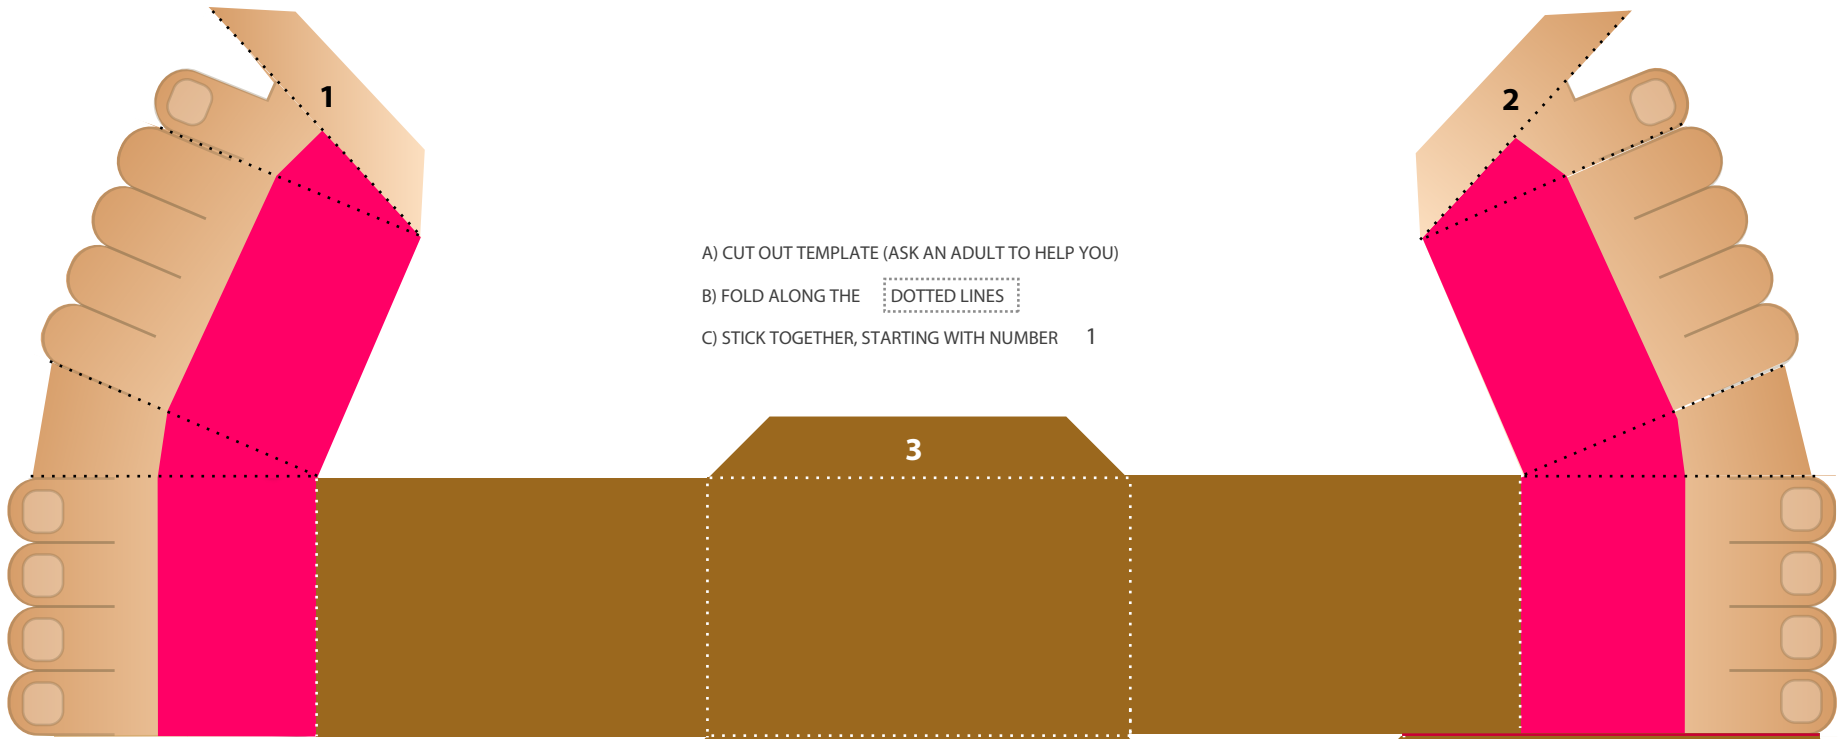 1
2
A) CUT OUT TEMPLATE (ASK AN ADULT TO HELP YOU)
B) FOLD ALONG THE DOTTED LINES
C) STICK TOGETHER, STARTING WITH NUMBER 1
3